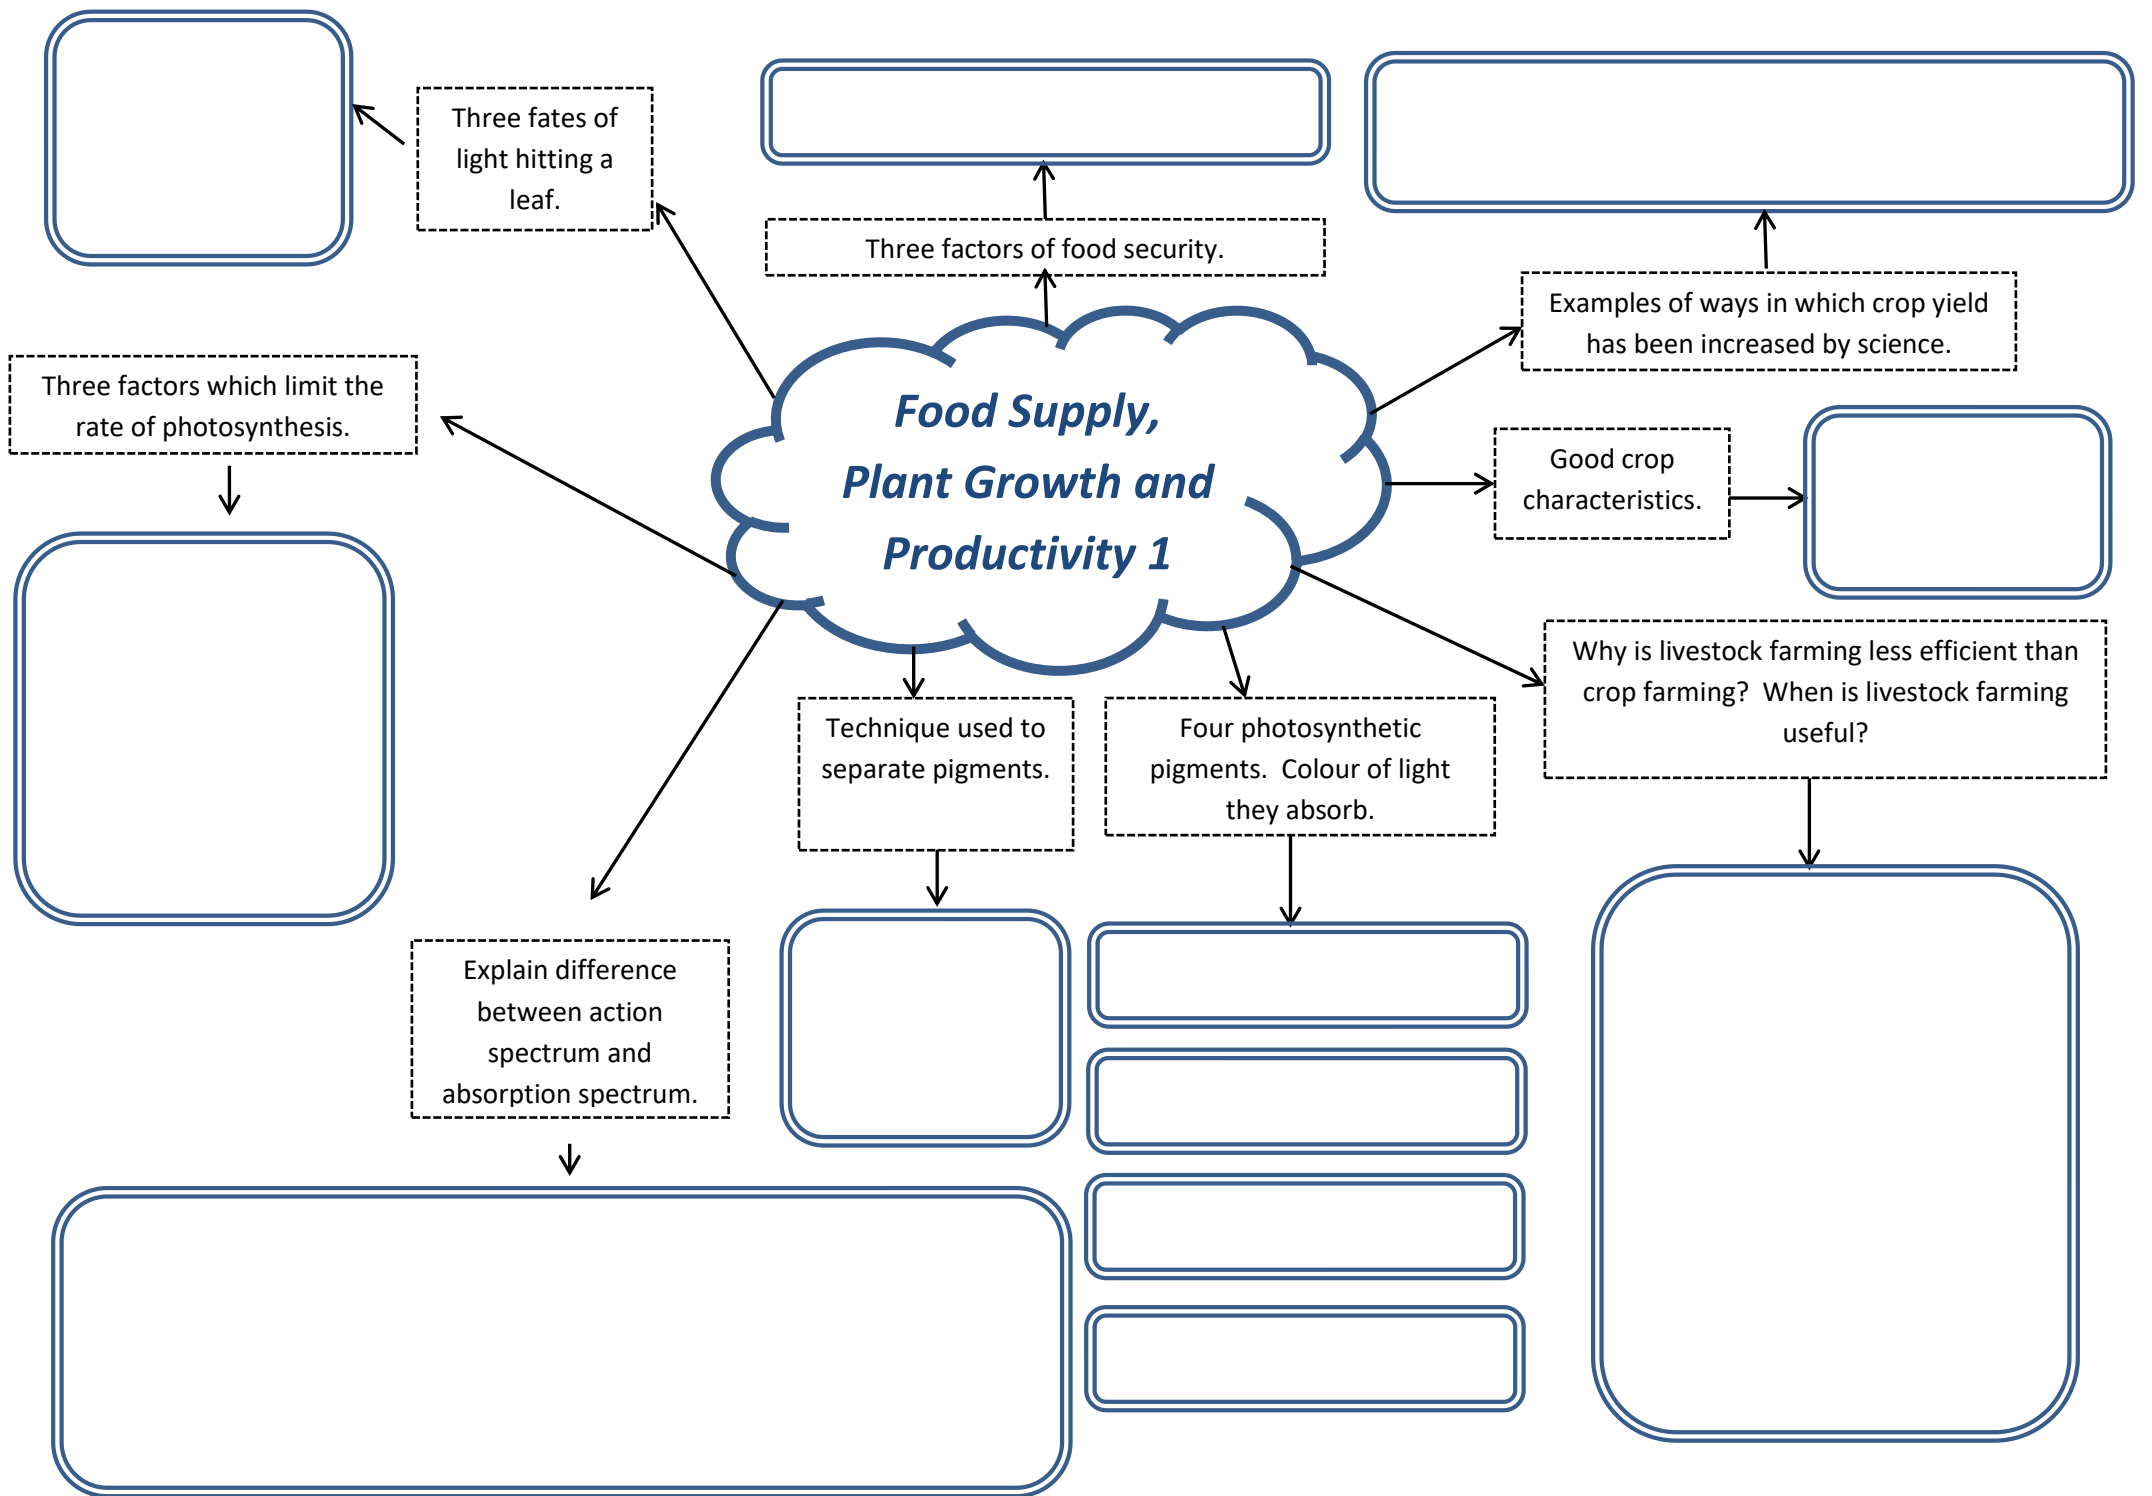 Three fates of
light hitting a
leaf.
Three factors of food security.
Examples of ways in which crop yield
has been increased by science.
Three factors which limit the
rate of photosynthesis.
Food Supply,
Plant Growth and
Productivity 1
Good crop
characteristics.
Why is livestock farming less efficient than
crop farming?  When is livestock farming
useful?
Technique used to
separate pigments.
Four photosynthetic
pigments.  Colour of light
they absorb.
Explain difference
between action
spectrum and
absorption spectrum.